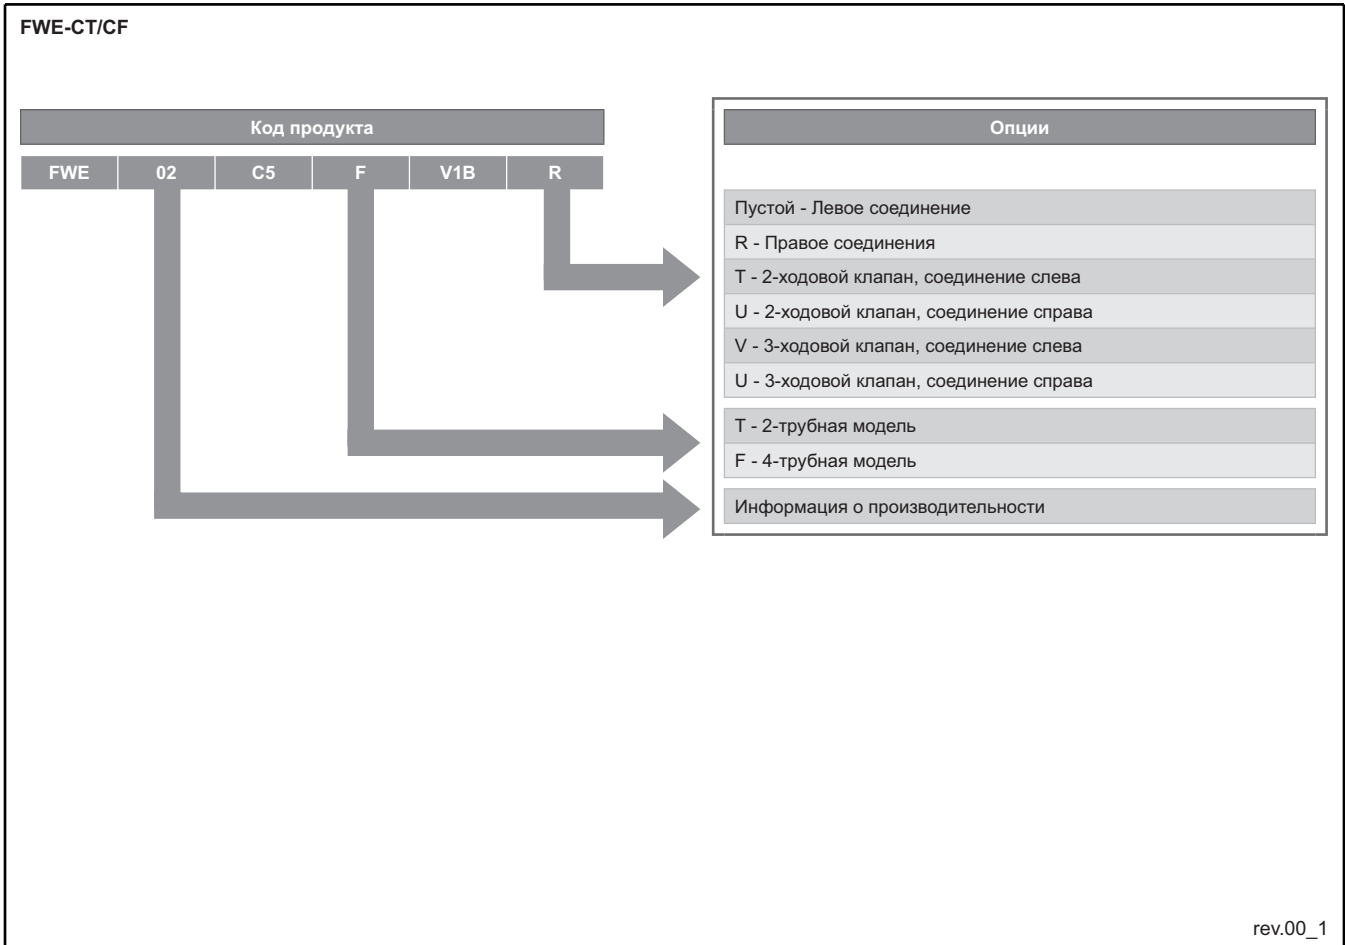 FWE-CT/CF
Код продукта
FWE 02 C5 F V1B R
Опции
Пустой - Левое соединение
R - Правое соединения
T - 2-ходовой клапан, соединение слева
U - 2-ходовой клапан, соединение справа
V - 3-ходовой клапан, соединение слева
U - 3-ходовой клапан, соединение справа
T - 2-трубная модель
F - 4-трубная модель
Информация о производительности
rev.00_1